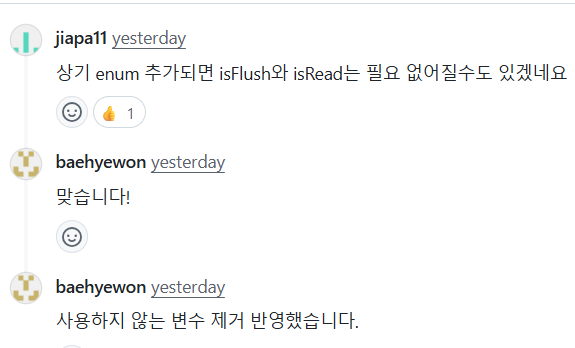 jiapa11 yesterday
상기 enum 추가되면 isFlush와 isRead는 필요 없어질수도 있겠네요
👍 1
baehyewon yesterday
맞습니다!
baehyewon yesterday
사용하지 않는 변수 제거 반영했습니다.